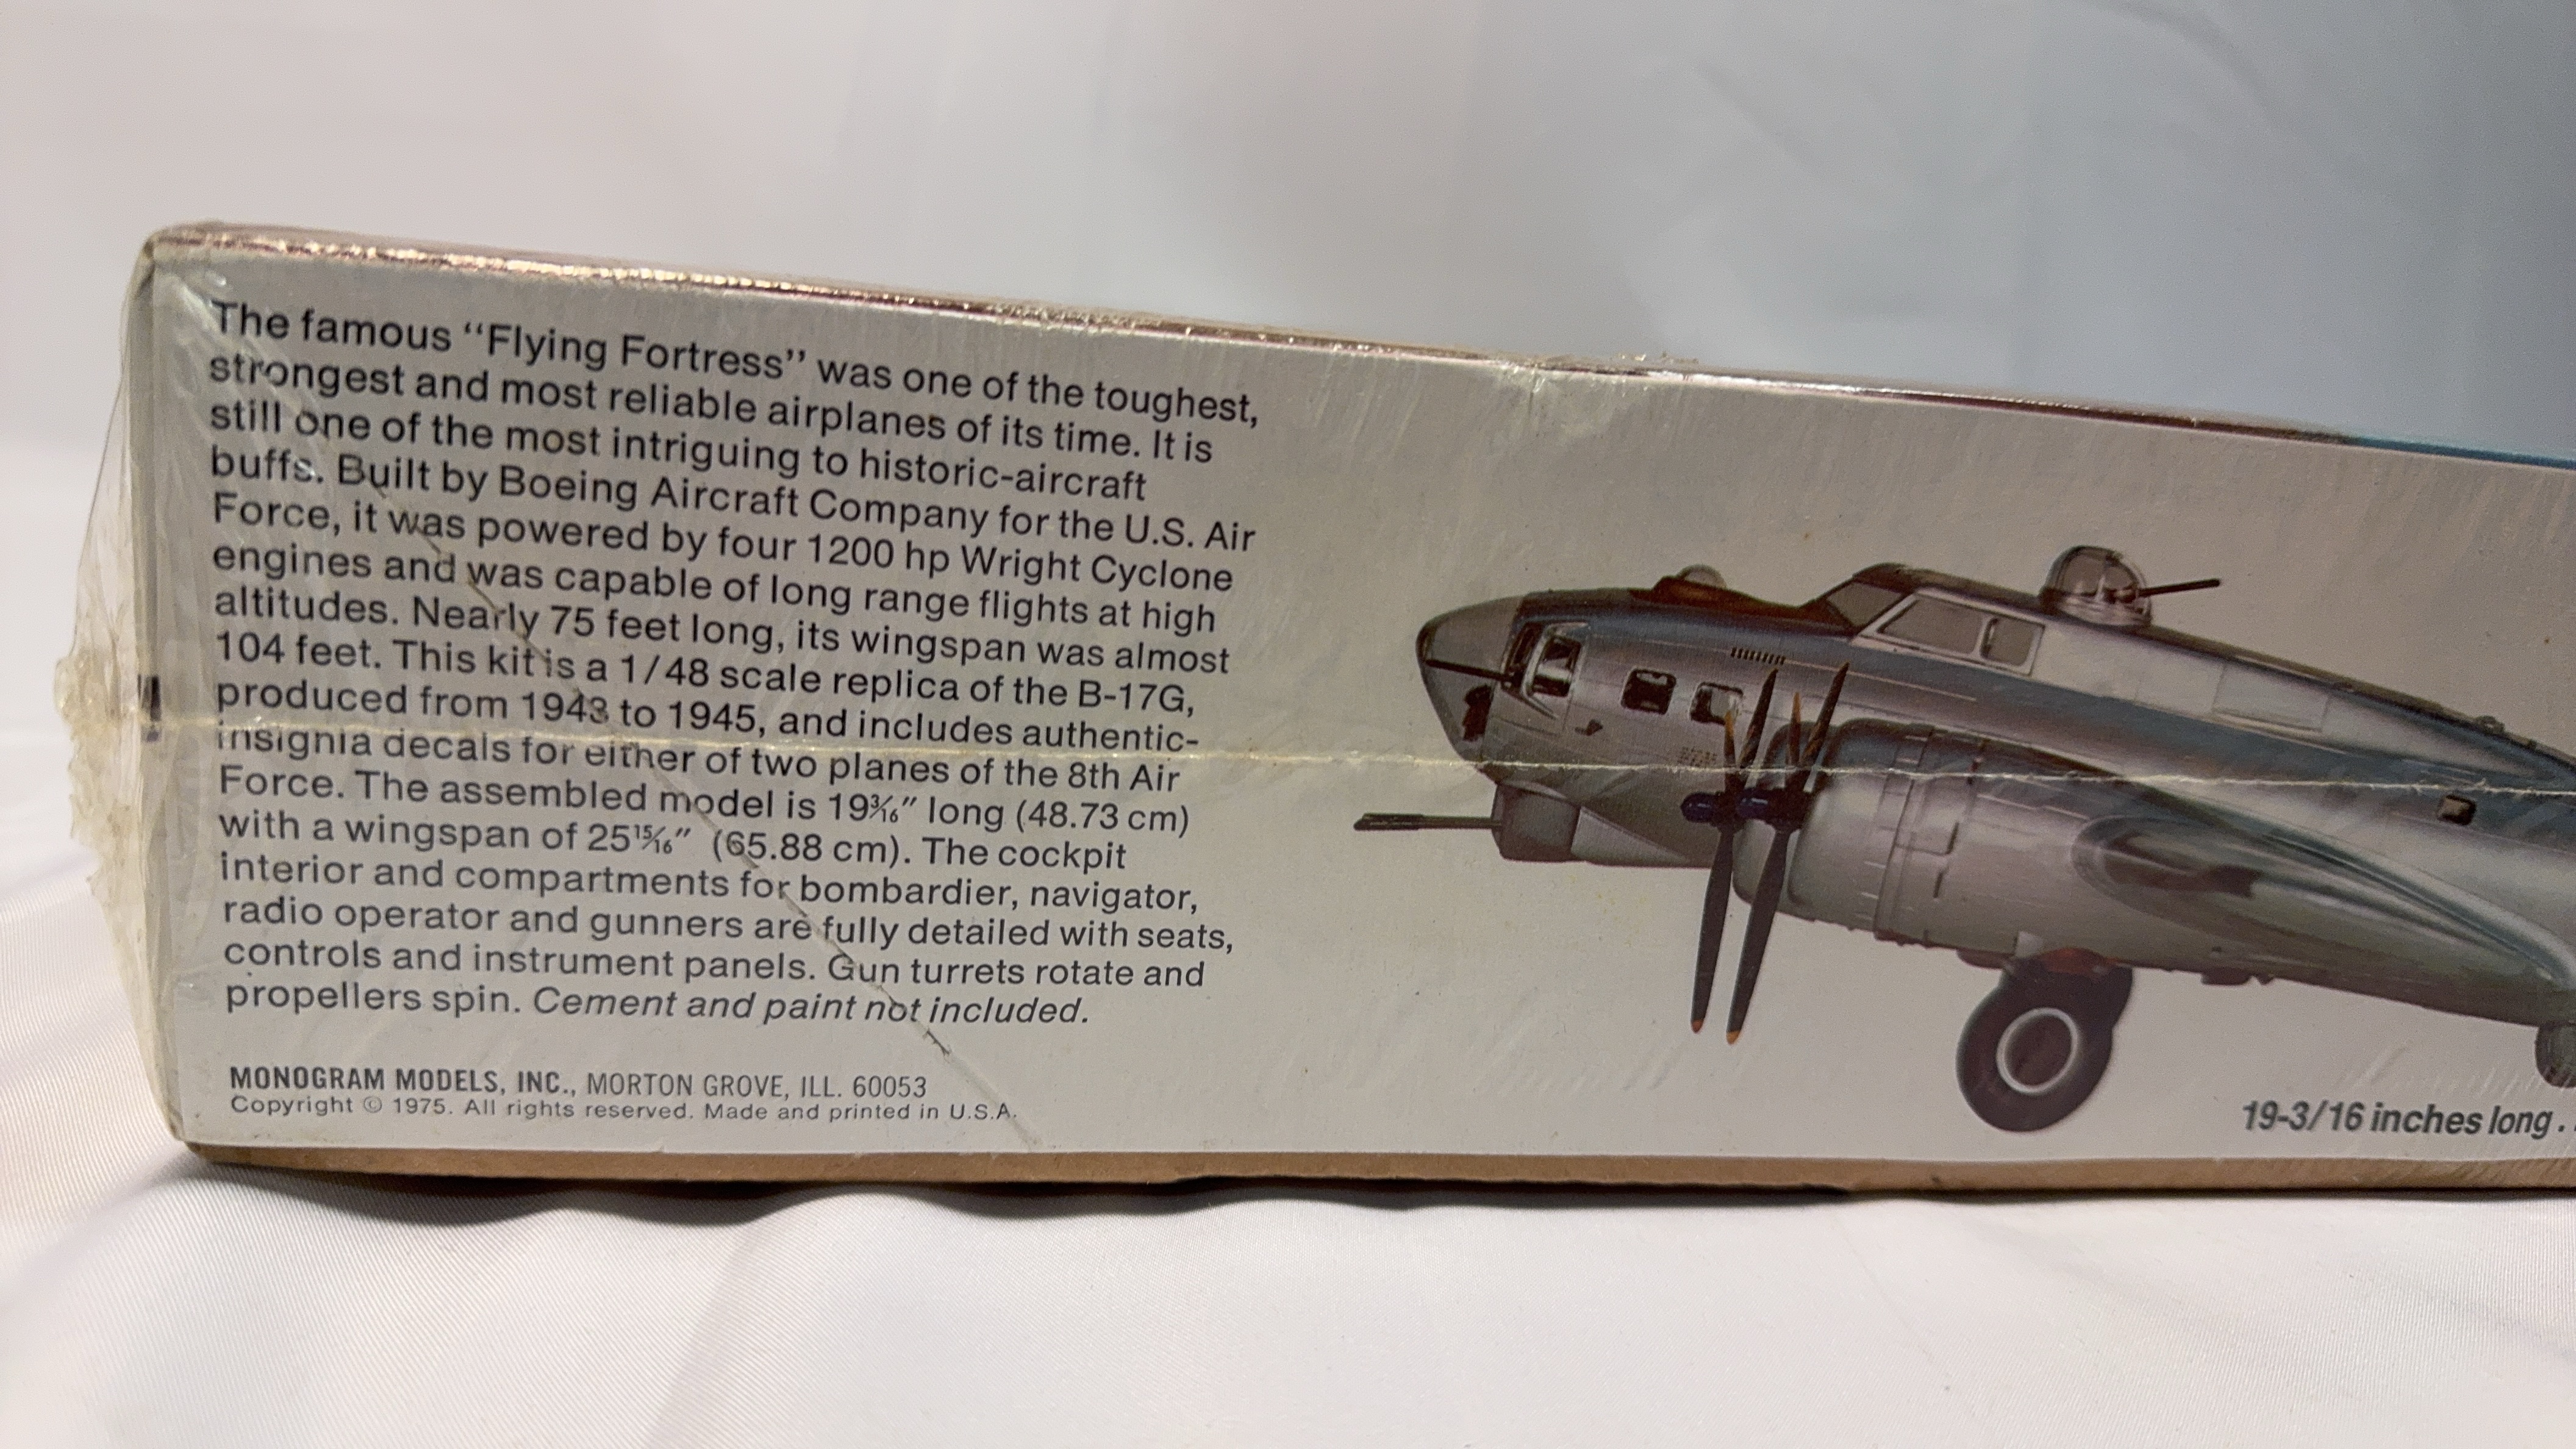 The famous “Flying Fortress” was one of the toughest,
strongest and most reliable airplanes of its time. It is
still one of the most intriguing to historic-aircraft
buffs. Built by Boeing Aircraft Company for the U.S. Air
Force, it was powered by four 1200 hp Wright Cyclone
engines and was capable of long range flights at high
altitudes. Nearly 75 feet long, its wingspan was almost
104 feet. This kit is a 1/48 scale replica of the B-17G,
produced from 1943 to 1945, and includes authentic-
insignia decals for either of two planes of the 8th Air
Force. The assembled model is 19 3/16″ long (48.73 cm)
with a wingspan of 25 15/16″ (65.88 cm). The cockpit
interior and compartments for bombardier, navigator,
radio operator and gunners are fully detailed with seats,
controls and instrument panels. Gun turrets rotate and
propellers spin. Cement and paint not included.
MONOGRAM MODELS, INC., MORTON GROVE, ILL. 60053
Copyright © 1975. All rights reserved. Made and printed in U.S.A.
19-3/16 inches long.